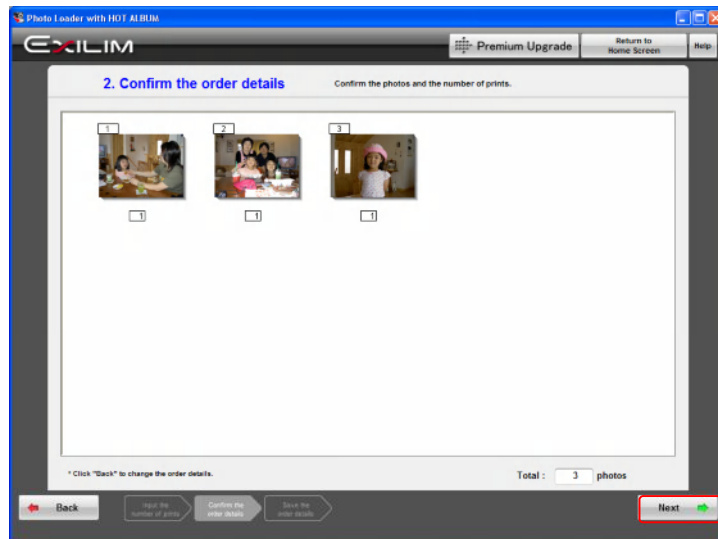 Photo Loader with HOT ALBUM
EXILIM
Premium Upgrade
Return to
Home Screen
Help
2. Confirm the order details
Confirm the photos and the number of prints.
1
2
3
1
1
1
* Click "Back" to change the order details.
Total : 3 photos
Back
Input the
number of prints
Confirm the
order details
Save the
order details
Next